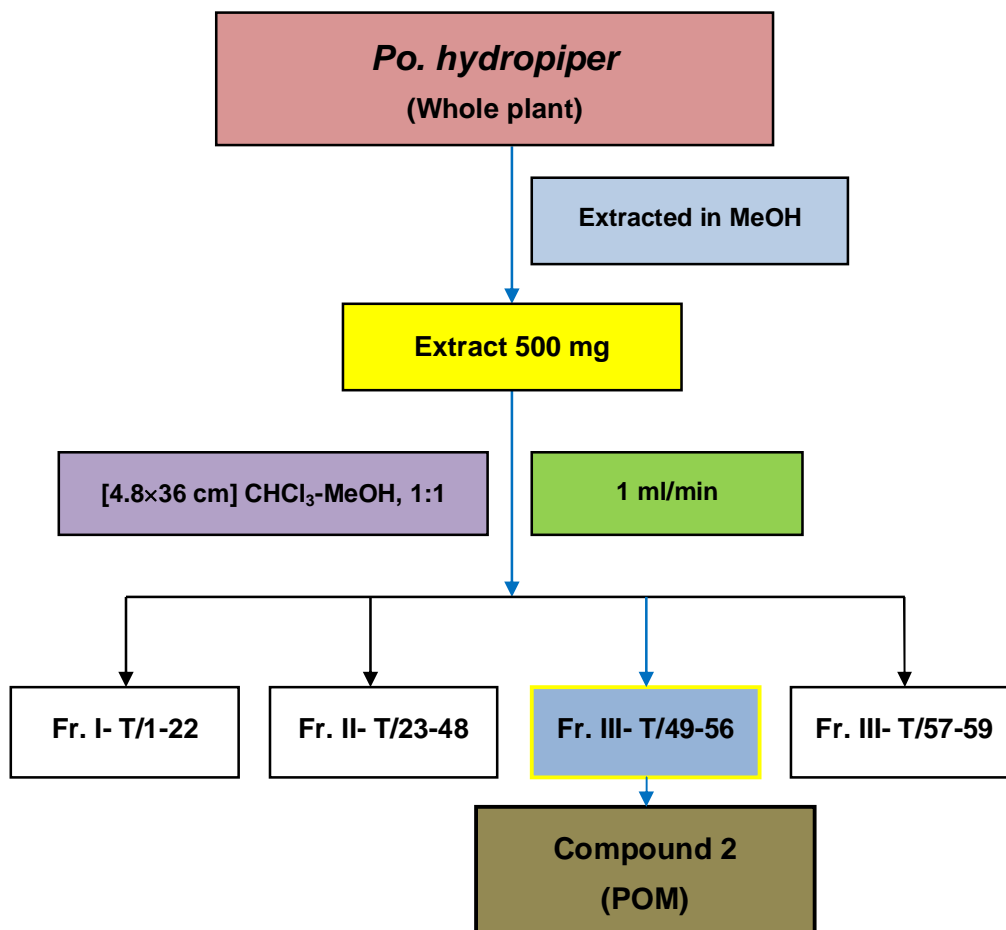 Po. hydropiper
(Whole plant)
Extracted in MeOH
Extract 500 mg
[4.8×36 cm] CHCl₃-MeOH, 1:1
1 ml/min
Fr. I- T/1-22
Fr. II- T/23-48
Fr. III- T/49-56
Fr. III- T/57-59
Compound 2
(POM)